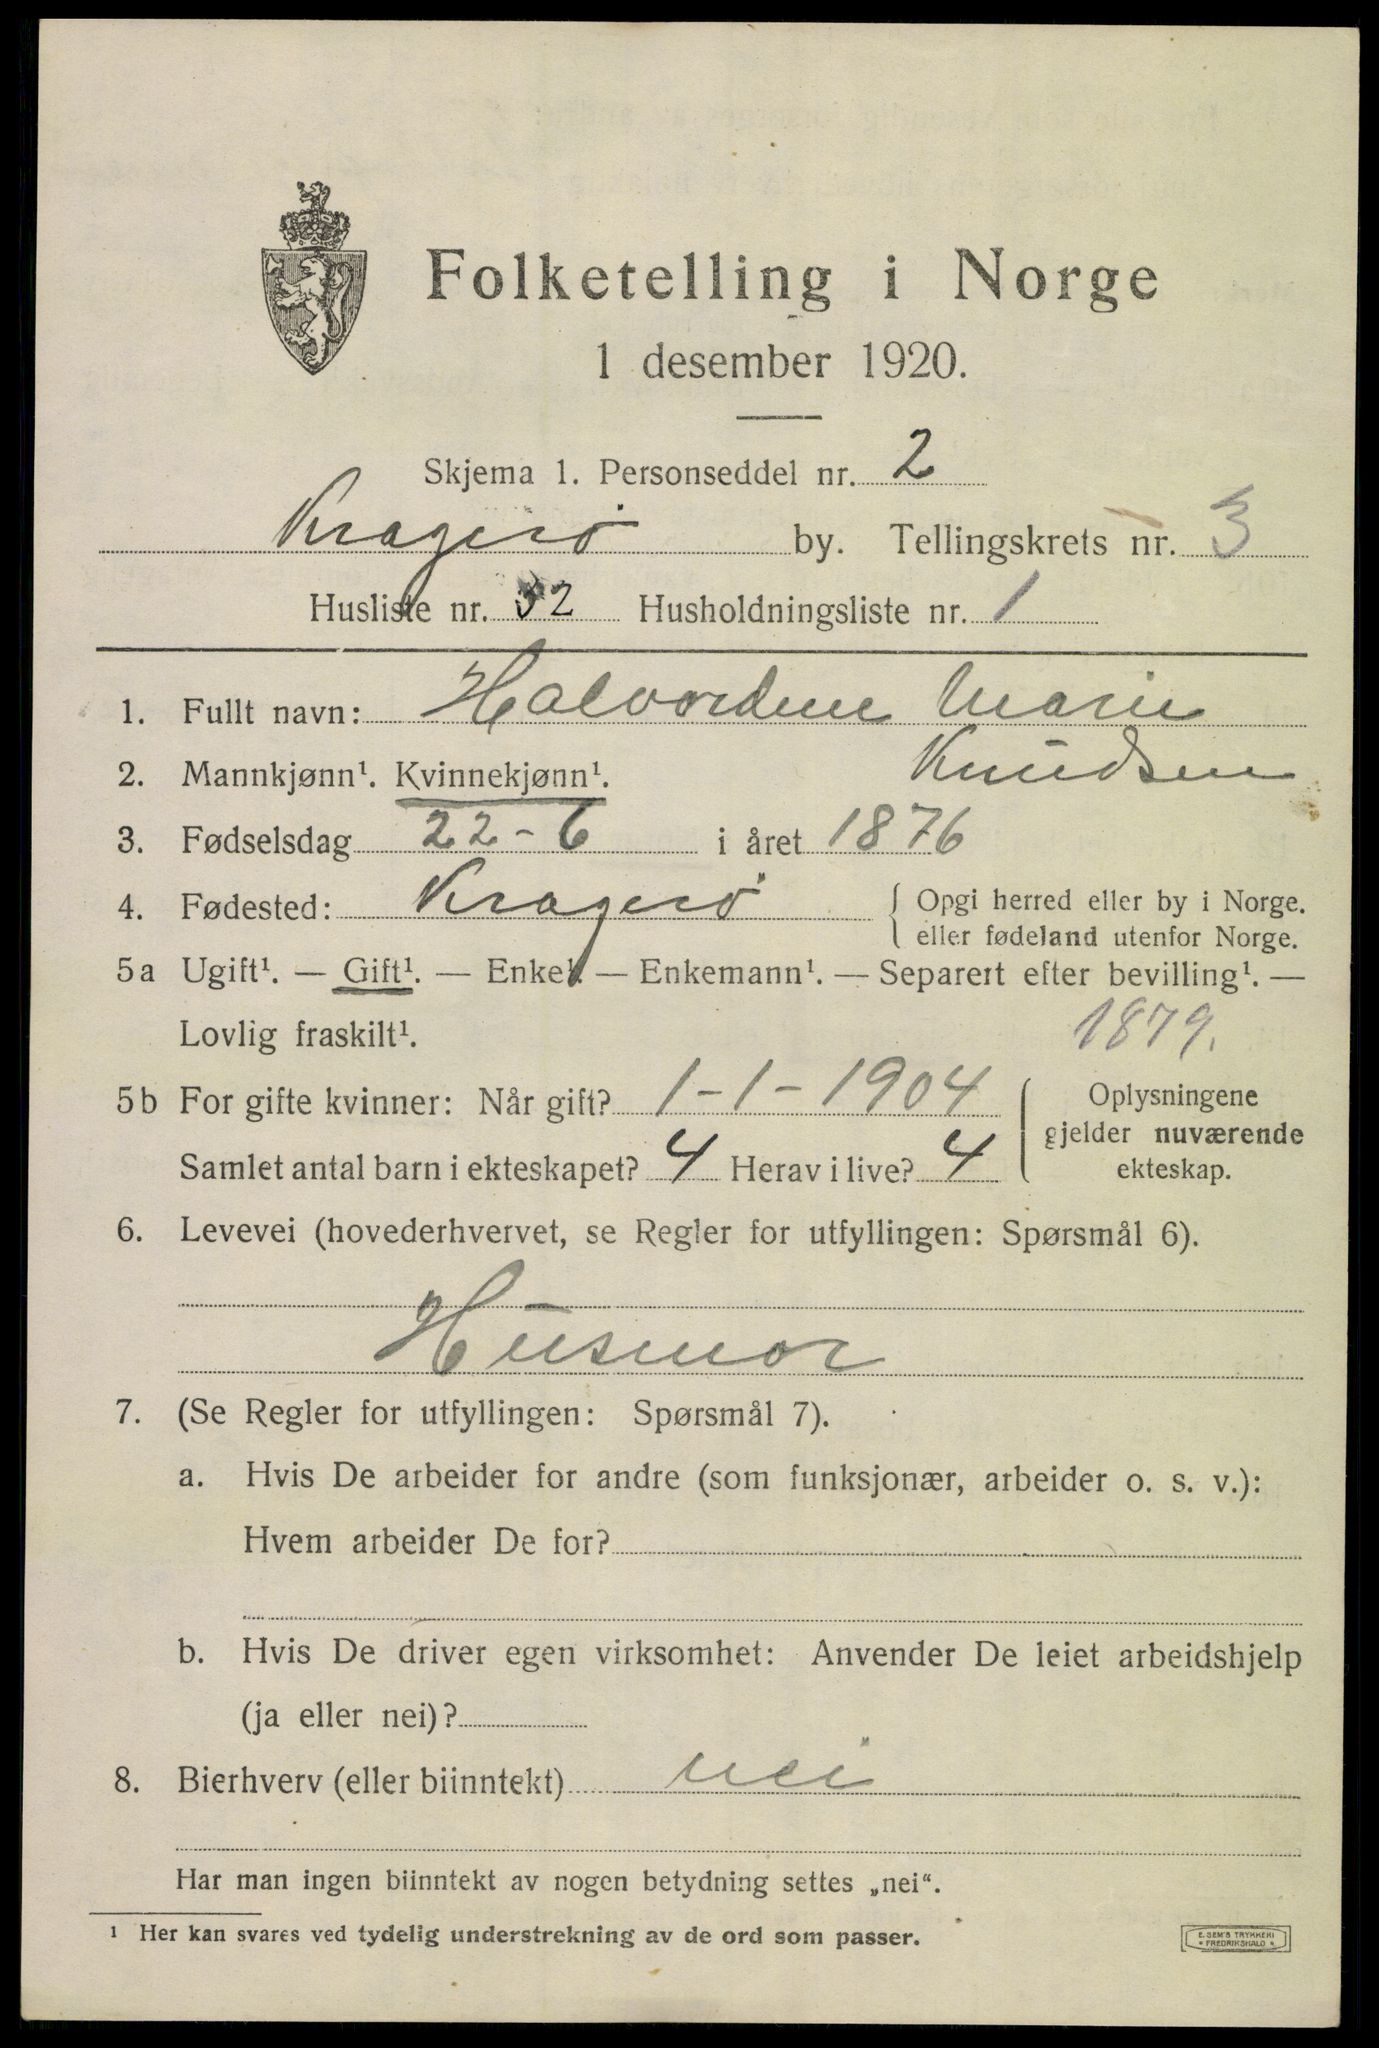 Folketelling i Norge
1 desember 1920.
Skjema 1. Personseddel nr. 2
Kragerö by. Tellingskrets nr. 3
Husliste nr. 32 Husholdningsliste nr. 1
1. Fullt navn: Halvordine Marie
Knudsen
2. Mannkjønn¹. Kvinnekjønn¹.
3. Fødselsdag 22-6 i året 1876
4. Fødested: Kragerö { Opgi herred eller by i Norge.
eller fødeland utenfor Norge.
5a Ugift¹. — Gift¹. — Enke¹. — Enkemann¹. — Separert efter bevilling¹. —
Lovlig fraskilt¹. 1879.
5b For gifte kvinner: Når gift? 1-1-1904
Samlet antal barn i ekteskapet? 4 Herav i live? 4
Oplysningene
gjelder nuværende
ekteskap.
6. Levevei (hovederhvervet, se Regler for utfyllingen: Spørsmål 6).
Husmor
7. (Se Regler for utfyllingen: Spørsmål 7).
a. Hvis De arbeider for andre (som funksjonær, arbeider o. s. v.):
Hvem arbeider De for?
b. Hvis De driver egen virksomhet: Anvender De leiet arbeidshjelp
(ja eller nei)?
8. Bierhverv (eller biinntekt) nei
Har man ingen biinntekt av nogen betydning settes „nei“.
¹ Her kan svares ved tydelig understrekning av de ord som passer.
E. SEM'S TRYKKERI
• FREDRIKSHALD •